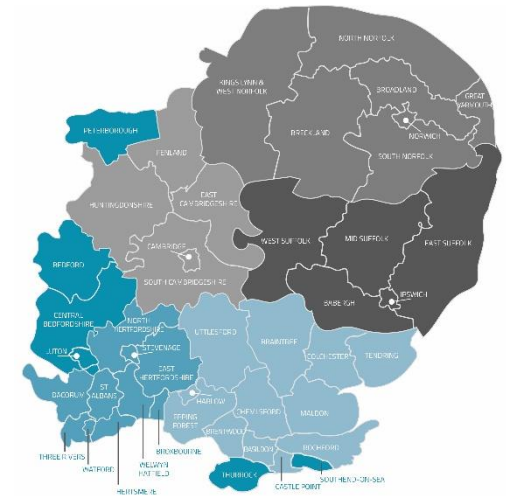 NORTH NORFOLK
KINGS LYNN &
WEST NORFOLK
BROADLAND
GREAT
YARMOUTH
BRECKLAND
NORWICH
PETERBOROUGH
FENLAND
SOUTH NORFOLK
HUNTINGDONSHIRE
EAST
CAMBRIDGESHIRE
CAMBRIDGE
WEST SUFFOLK
MID SUFFOLK
EAST SUFFOLK
BEDFORD
SOUTH CAMBRIDGESHIRE
BABERGH
IPSWICH
CENTRAL
BEDFORDSHIRE
NORTH
HERTFORDSHIRE
UTTLESFORD
BRAINTREE
STEVENAGE
COLCHESTER
TENDRING
LUTON
EAST
HERTFORDSHIRE
DACORUM
ST
ALBANS
HARLOW
EPPING
FOREST
CHELMSFORD
MALDON
BRENTWOOD
BASILDON
ROCHFORD
THREE RIVERS
WATFORD
HERTSMERE
WELWYN
HATFIELD
BROXBOURNE
THURROCK
CASTLE POINT
SOUTHEND-ON-SEA